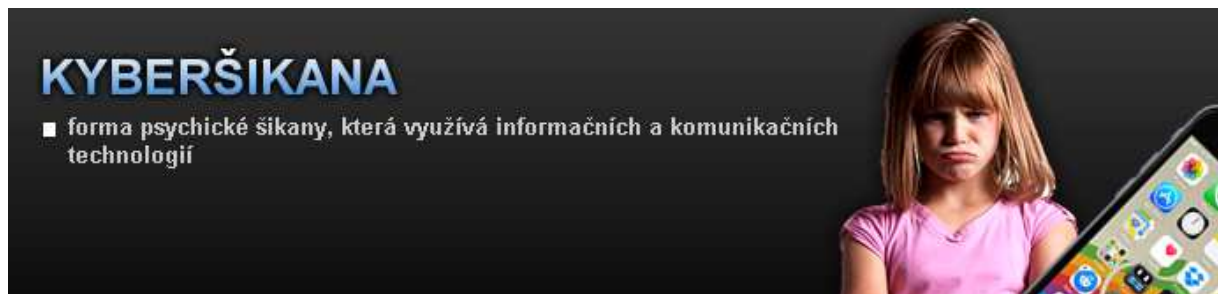 KYBERŠIKANA
forma psychické šikany, která využívá informačních a komunikačních
technologií